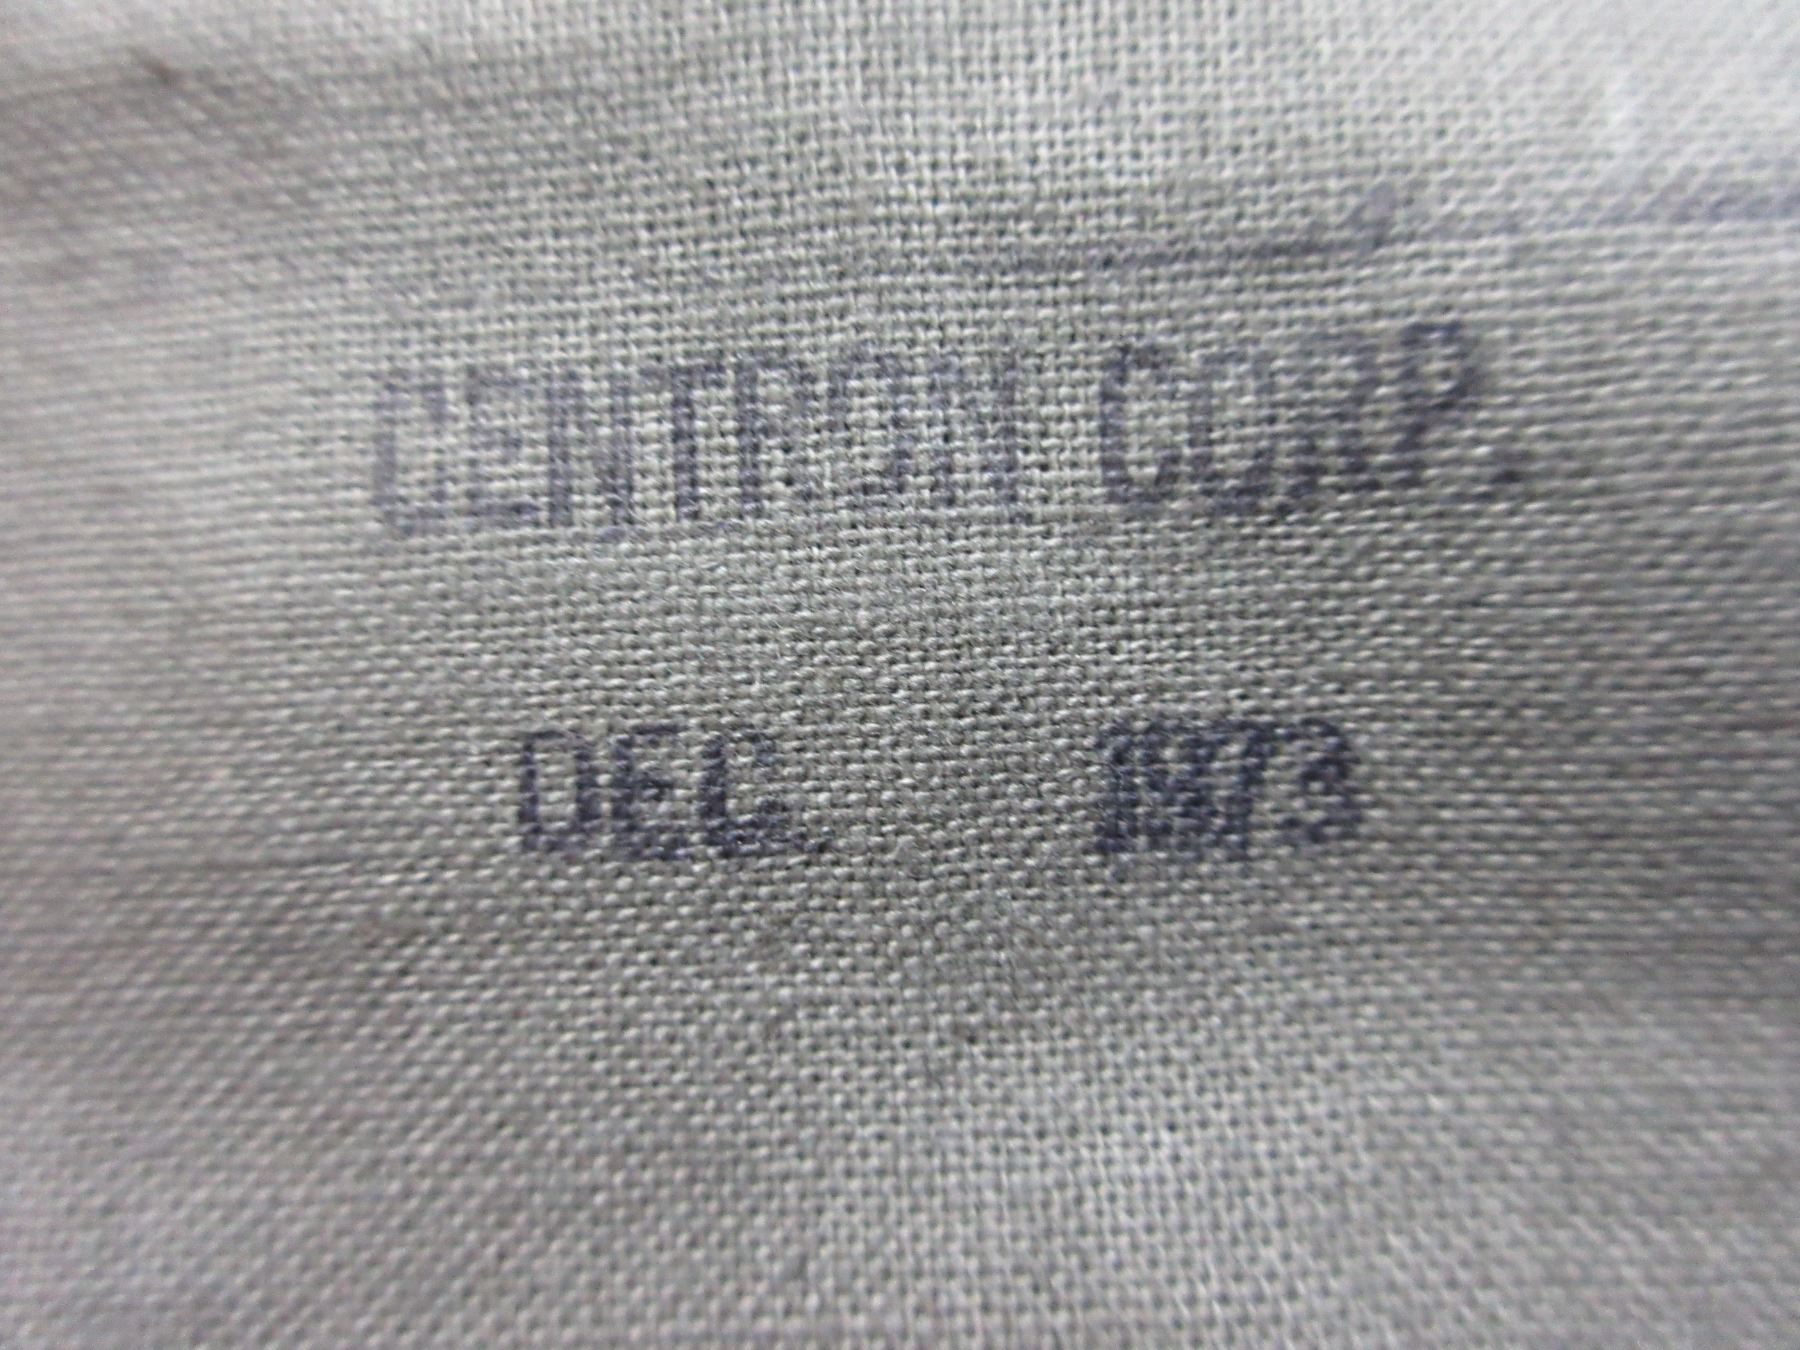 CENTRON CORP.
DEC. 1973